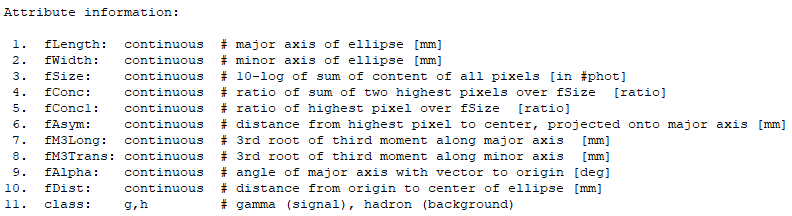 Attribute information:
1. fLength: continuous # major axis of ellipse [mm]
2. fWidth: continuous # minor axis of ellipse [mm]
3. fSize: continuous # 10-log of sum of content of all pixels [in #phot]
4. fConc: continuous # ratio of sum of two highest pixels over fSize [ratio]
5. fConc1: continuous # ratio of highest pixel over fSize [ratio]
6. fAsym: continuous # distance from highest pixel to center, projected onto major axis [mm]
7. fM3Long: continuous # 3rd root of third moment along major axis [mm]
8. fM3Trans: continuous # 3rd root of third moment along minor axis [mm]
9. fAlpha: continuous # angle of major axis with vector to origin [deg]
10. fDist: continuous # distance from origin to center of ellipse [mm]
11. class: g,h # gamma (signal), hadron (background)